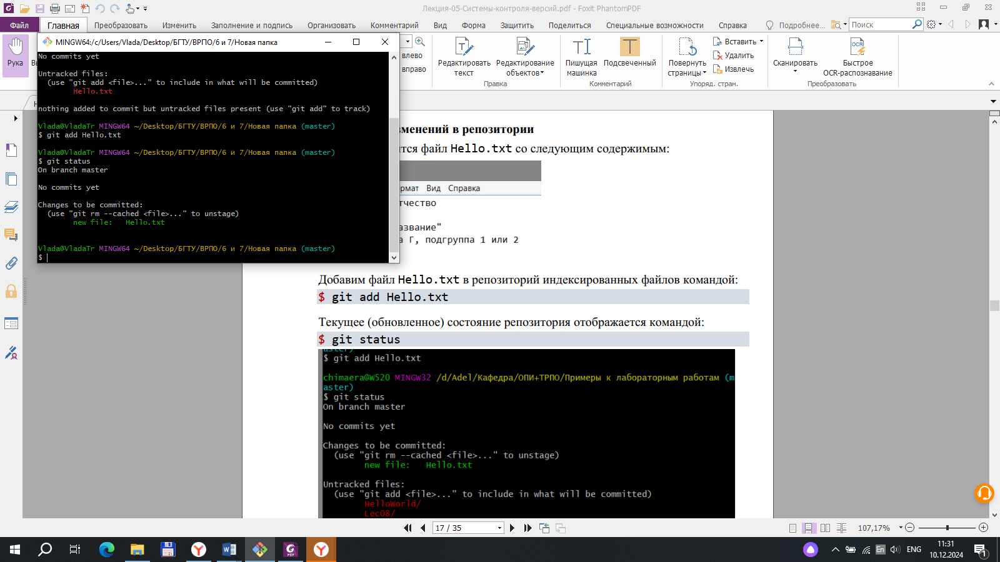 Лекция-05-Системы-контроля-версий.pdf - Foxit PhantomPDF
Файл Главная Преобразовать Изменить Заполнение и подпись Организовать Комментарий Вид Форма Защитить Поделиться Специальные возможности Справка Подробнее... Поиск
Рука
влево
вправо
Редактировать текст
Редактирование объектов
Правка
Пишущая машинка
Подсвеченный
Комментарий
Повернуть страницы
Вставить
Удалить
Извлечь
Упоряд. стран.
Сканировать
Быстрое OCR-распознавание
Преобразовать
MINGW64:/c/Users/Vlada/Desktop/БГТУ/ВРПО/6 и 7/Новая папка
No commits yet
Untracked files:
(use "git add <file>..." to include in what will be committed)
Hello.txt
nothing added to commit but untracked files present (use "git add" to track)
Vlada@VladaTr MINGW64 ~/Desktop/БГТУ/ВРПО/6 и 7/Новая папка (master)
$ git add Hello.txt
Vlada@VladaTr MINGW64 ~/Desktop/БГТУ/ВРПО/6 и 7/Новая папка (master)
$ git status
On branch master
No commits yet
Changes to be committed:
(use "git rm --cached <file>..." to unstage)
new file: Hello.txt
Vlada@VladaTr MINGW64 ~/Desktop/БГТУ/ВРПО/6 и 7/Новая папка (master)
$
зменений в репозитории
ится файл Hello.txt со следующим содержимым:
рмат Вид Справка
тчество
азвание"
а Г, подгруппа 1 или 2
Добавим файл Hello.txt в репозиторий индексированных файлов командой:
$ git add Hello.txt
Текущее (обновленное) состояние репозитория отображается командой:
$ git status
aster)
$ git add Hello.txt
chimaera@W520 MINGW32 /d/Adel/Кафедра/ОПИ+ТРПО/Примеры к лабораторным работам (m
aster)
$ git status
On branch master
No commits yet
Changes to be committed:
(use "git rm --cached <file>..." to unstage)
new file: Hello.txt
Untracked files:
(use "git add <file>..." to include in what will be committed)
HelloWorld/
Lec08/
17 / 35
107,17%
ENG
11:31
10.12.2024